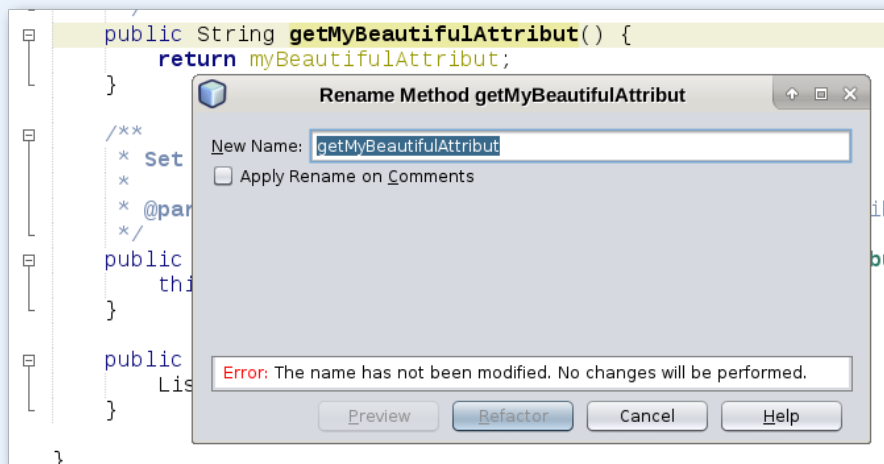 public String getMyBeautifulAttribut() {
return myBeautifulAttribut;
}
Rename Method getMyBeautifulAttribut
/**
New Name: getMyBeautifulAttribut
* Set
Apply Rename on Comments
*
* @par
*/
public
thi
}
public
Error: The name has not been modified. No changes will be performed.
Lis
}
Preview Refactor Cancel Help
}